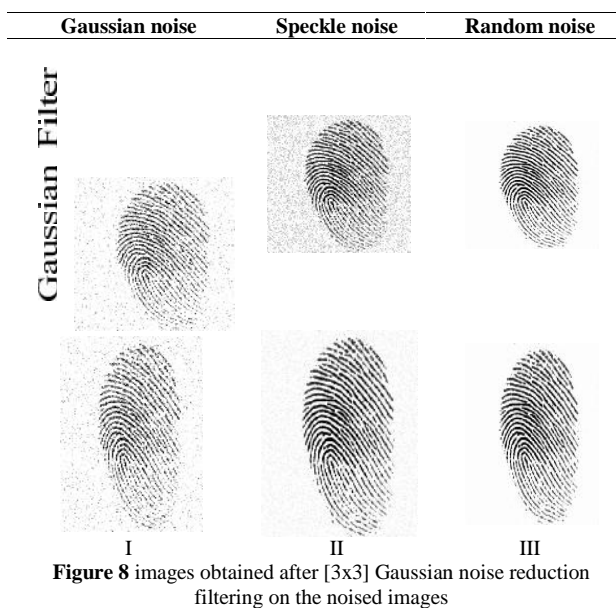 Gaussian noise Speckle noise Random noise
Gaussian Filter
I II III
Figure 8 images obtained after [3x3] Gaussian noise reduction
filtering on the noised images